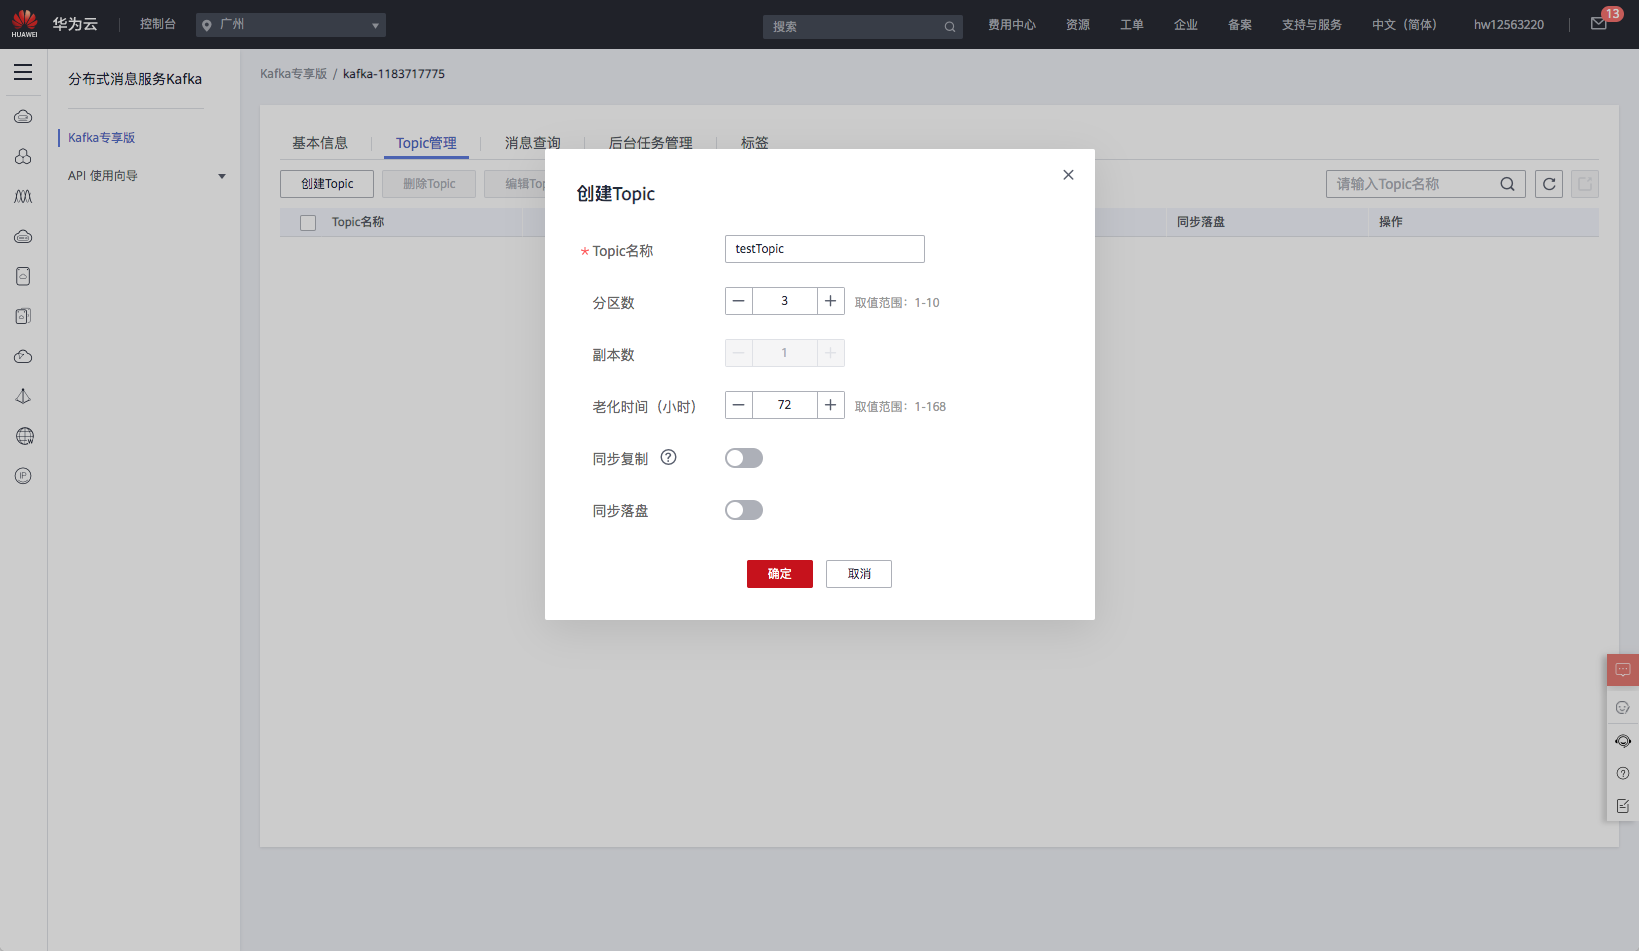 HUAWEI 华为云 控制台 广州 搜索 费用中心 资源 工单 企业 备案 支持与服务 中文（简体） hw12563220 13
分布式消息服务Kafka
Kafka专享版
API 使用向导
Kafka专享版 / kafka-1183717775
基本信息 Topic管理 消息查询 后台任务管理 标签
创建Topic 删除Topic 编辑Top 请输入Topic名称
Topic名称 同步落盘 操作
创建Topic
* Topic名称 testTopic
分区数 3 取值范围：1-10
副本数 1
老化时间（小时） 72 取值范围：1-168
同步复制
同步落盘
确定 取消